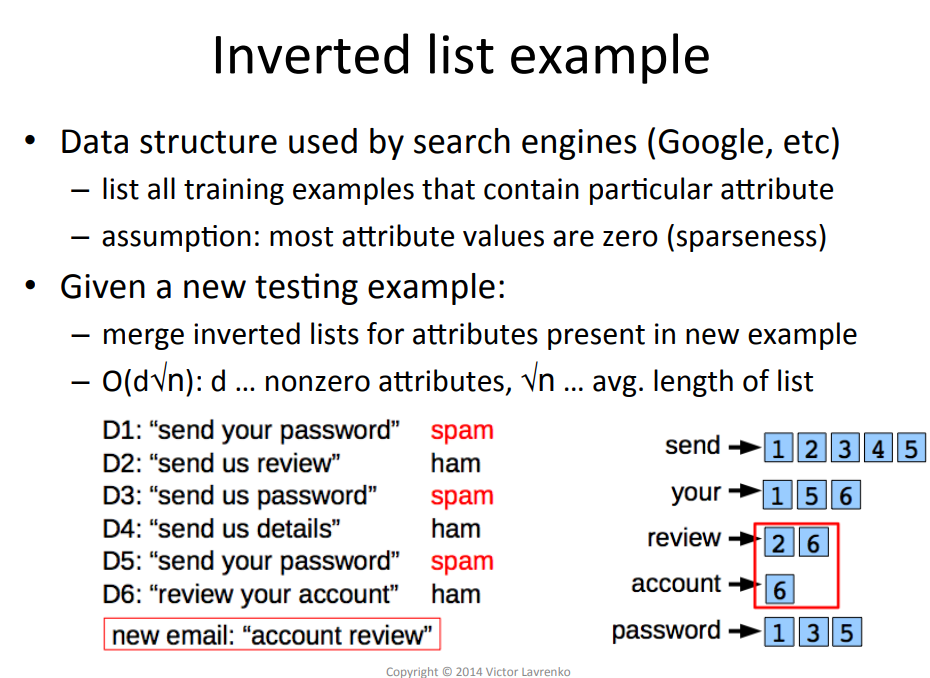 Inverted list example
• Data structure used by search engines (Google, etc)
– list all training examples that contain particular attribute
– assumption: most attribute values are zero (sparseness)
• Given a new testing example:
– merge inverted lists for attributes present in new example
– O(d√n): d … nonzero attributes, √n … avg. length of list
D1: “send your password” spam
D2: “send us review” ham
D3: “send us password” spam
D4: “send us details” ham
D5: “send your password” spam
D6: “review your account” ham
new email: “account review”
send 1 2 3 4 5
your 1 5 6
review 2 6
account 6
password 1 3 5
Copyright © 2014 Victor Lavrenko